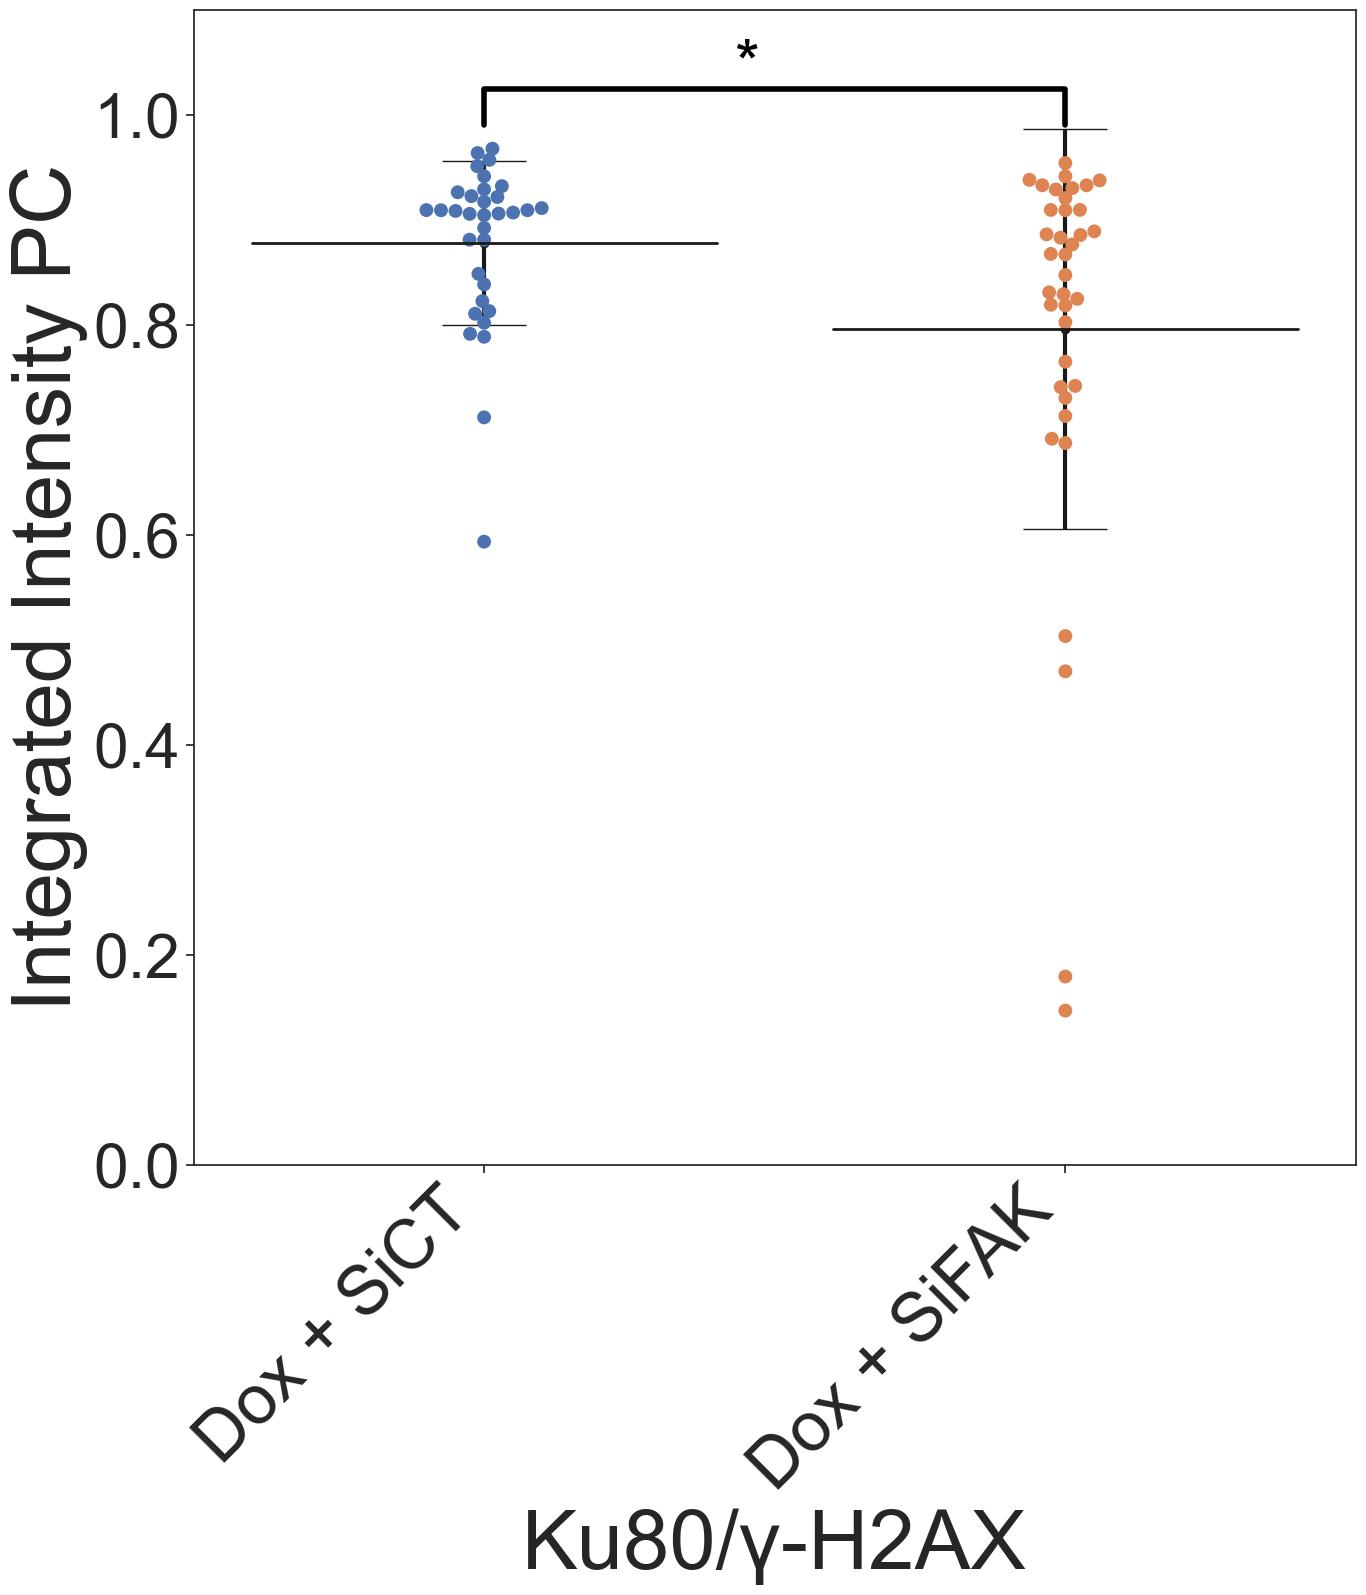 *
1.0
0.8
0.6
0.4
0.2
0.0
Integrated Intensity PC
Dox + SiCT
Dox + SiFAK
Ku80/γ-H2AX